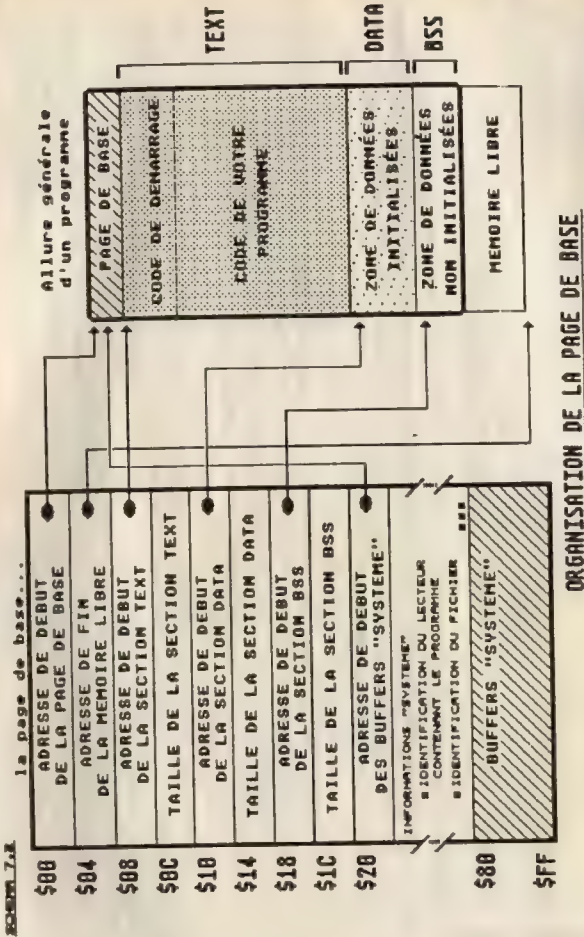 SCHEMA 7.2
la page de base...
$00
ADRESSE DE DEBUT
DE LA PAGE DE BASE
$04
ADRESSE DE FIN
DE LA MEMOIRE LIBRE
$08
ADRESSE DE DEBUT
DE LA SECTION TEXT
$0C
TAILLE DE LA SECTION TEXT
$10
ADRESSE DE DEBUT
DE LA SECTION DATA
$14
TAILLE DE LA SECTION DATA
$18
ADRESSE DE DEBUT
DE LA SECTION BSS
$1C
TAILLE DE LA SECTION BSS
$20
ADRESSE DE DEBUT
DES BUFFERS "SYSTEME"
INFORMATIONS "SYSTEME"
IDENTIFICATION DU LECTEUR
CONTENANT LE PROGRAMME
IDENTIFICATION DU FICHIER
...
$80
BUFFERS "SYSTEME"
$FF
Allure générale
d'un programme
PAGE DE BASE
CODE DE DEMARRAGE
CODE DE VOTRE
PROGRAMME
ZONE DE DONNÉES
INITIALISÉES
ZONE DE DONNÉES
NON INITIALISÉES
MEMOIRE LIBRE
TEXT
DATA
BSS
ORGANISATION DE LA PAGE DE BASE